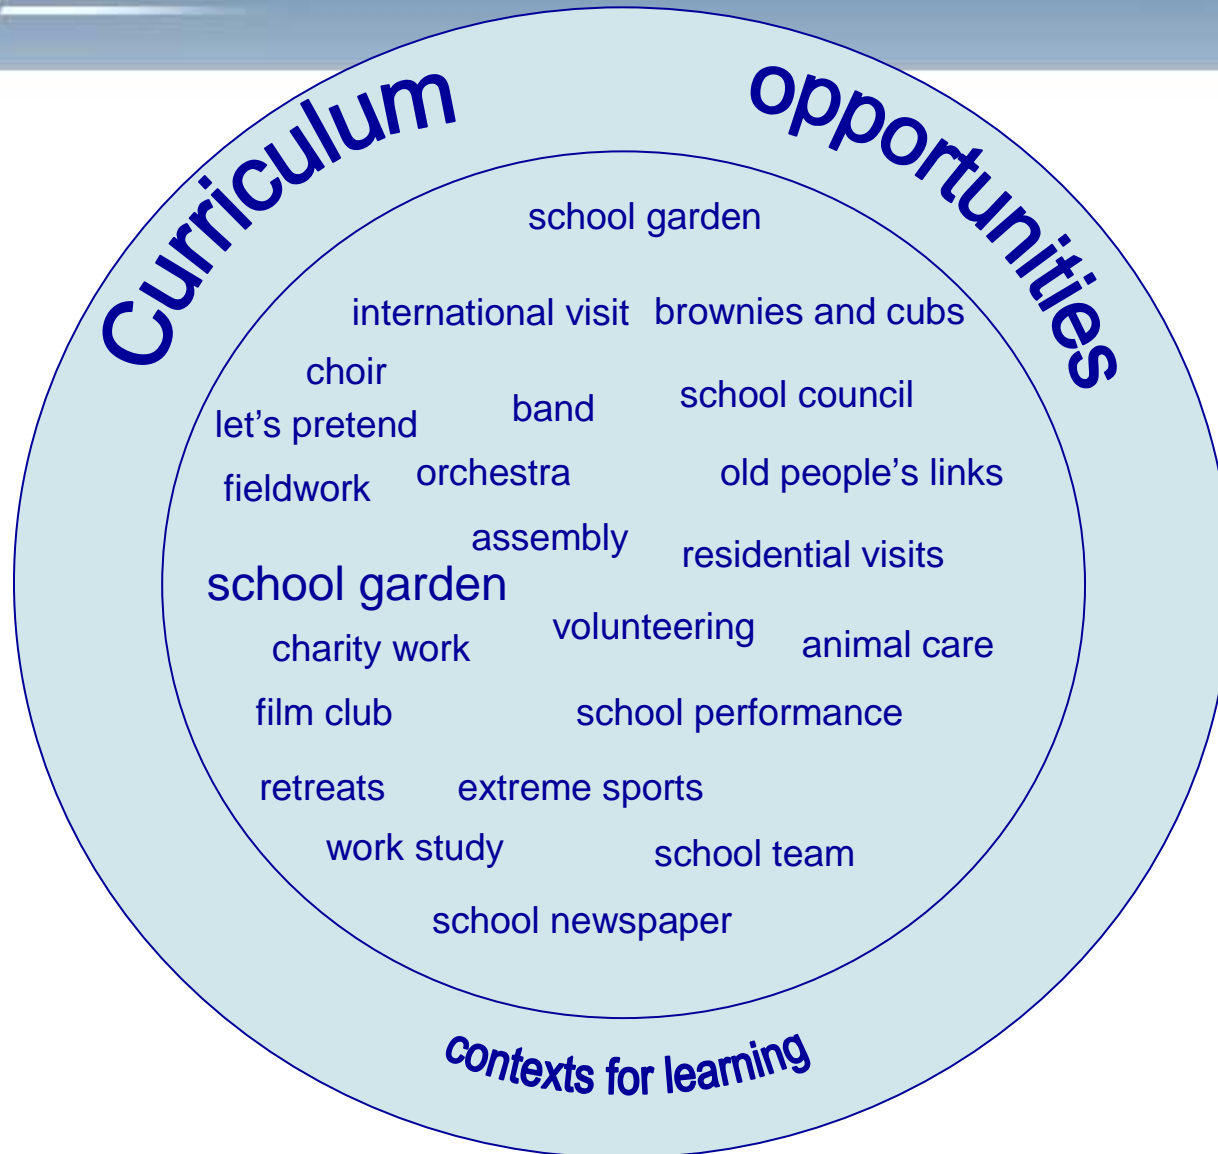 Curriculum opportunities
school garden
international visit brownies and cubs
choir
school council
band
let's pretend
orchestra old people's links
fieldwork
assembly
residential visits
school garden
volunteering
charity work animal care
film club school performance
retreats extreme sports
work study school team
school newspaper
contexts for learning